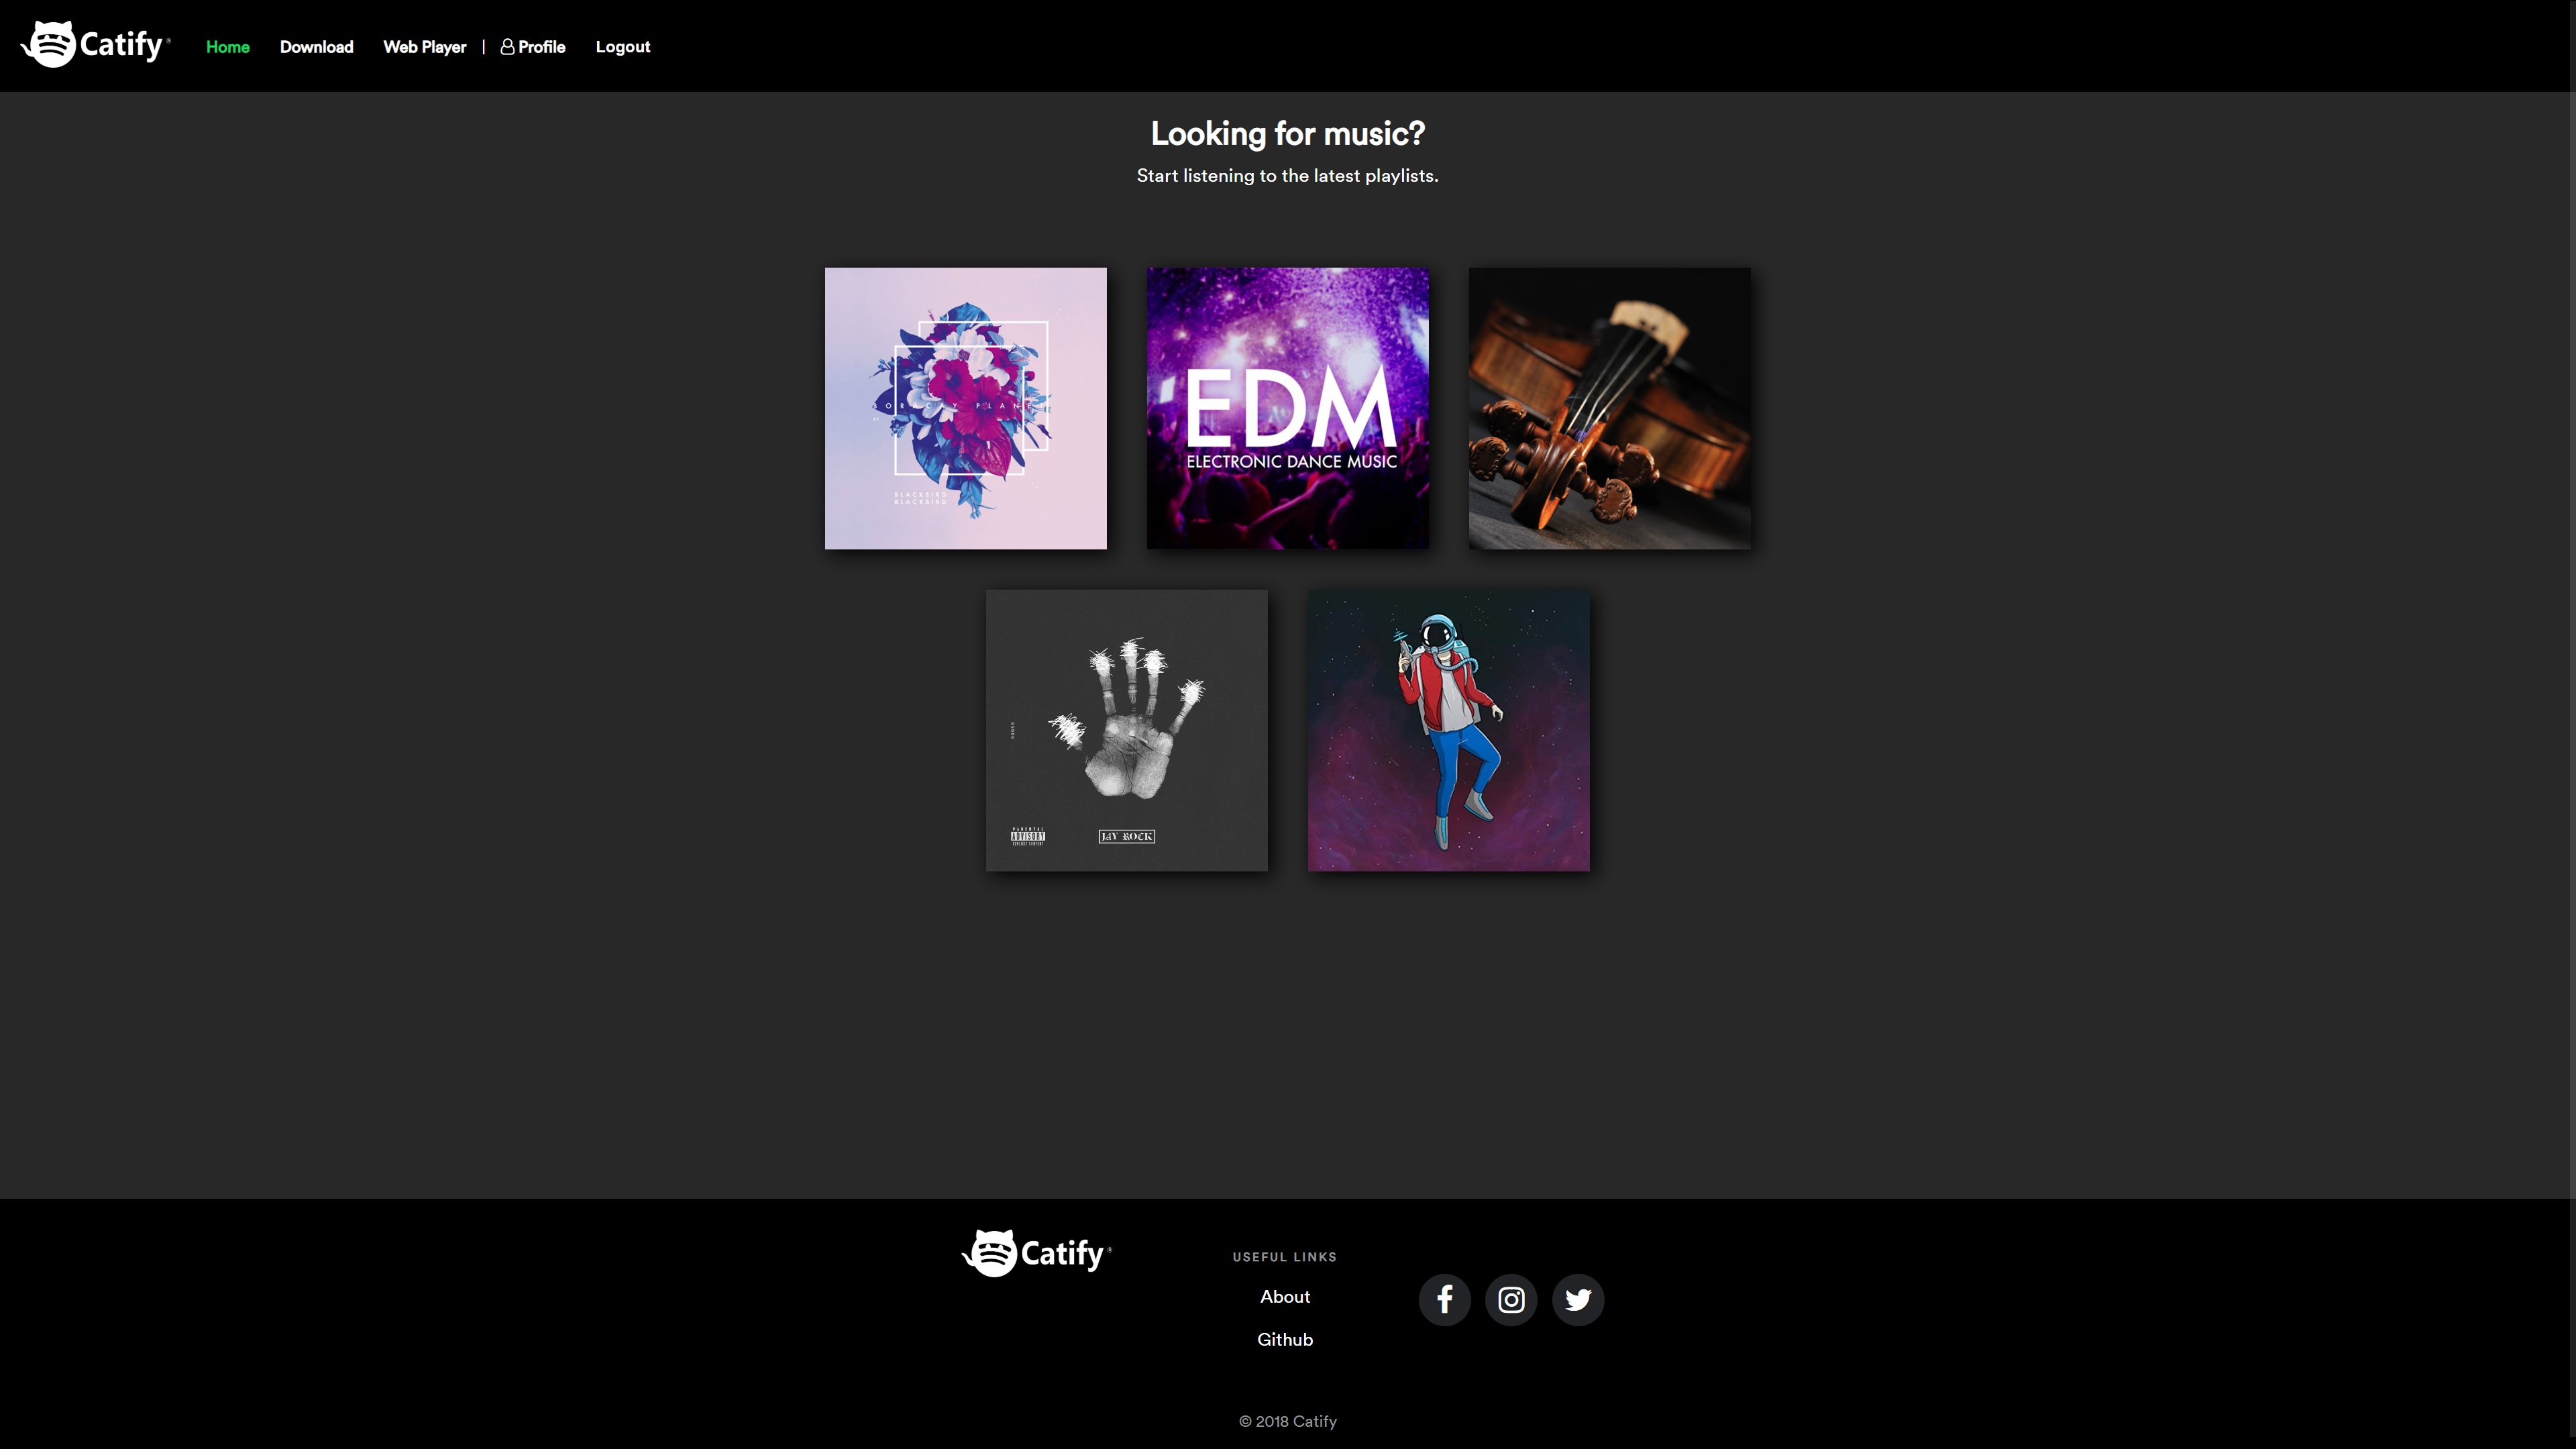 Catify®
Home Download Web Player | Profile Logout
Looking for music?
Start listening to the latest playlists.
BLACKBIRD
BLACKBIRD
EDM
ELECTRONIC DANCE MUSIC
PARENTAL
ADVISORY
EXPLICIT CONTENT
JAY ROCK
Catify®
USEFUL LINKS
About
Github
© 2018 Catify